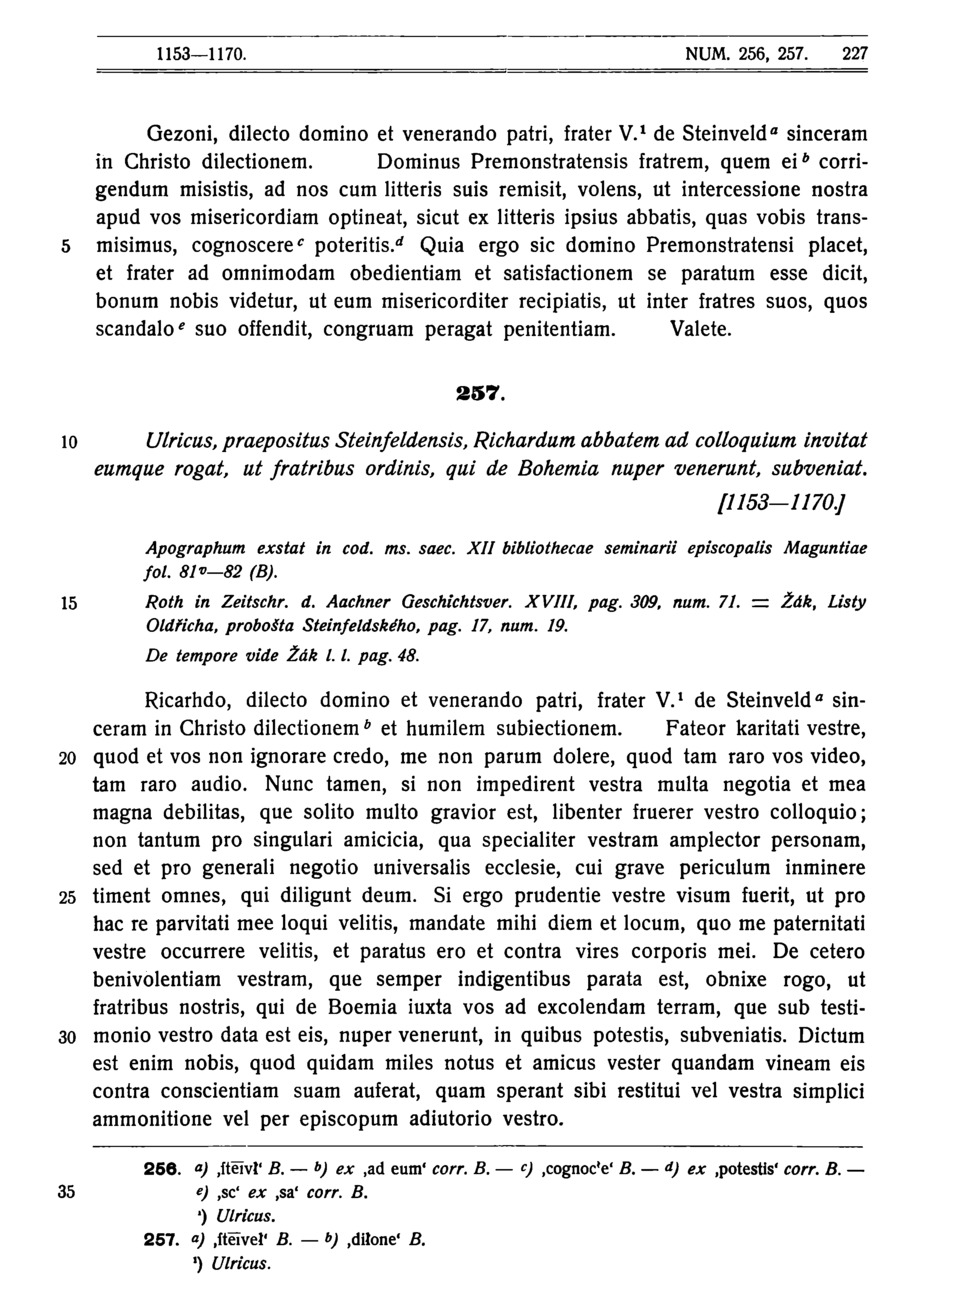 1153—1170. NUM. 256, 257. 227
Gezoni, dilecto domino et venerando patri, frater V.¹ de Steinveld ᵃ sinceram
in Christo dilectionem. Dominus Premonstratensis fratrem, quem ei ᵇ corri-
gendum misistis, ad nos cum litteris suis remisit, volens, ut intercessione nostra
apud vos misericordiam optineat, sicut ex litteris ipsius abbatis, quas vobis trans-
5 misimus, cognoscere ᶜ poteritis.ᵈ Quia ergo sic domino Premonstratensi placet,
et frater ad omnimodam obedientiam et satisfactionem se paratum esse dicit,
bonum nobis videtur, ut eum misericorditer recipiatis, ut inter fratres suos, quos
scandalo ᵉ suo offendit, congruam peragat penitentiam. Valete.
257.
10 Ulricus, praepositus Steinfeldensis, Richardum abbatem ad colloquium invitat
eumque rogat, ut fratribus ordinis, qui de Bohemia nuper venerunt, subveniat.
[1153—1170.]
Apographum exstat in cod. ms. saec. XII bibliothecae seminarii episcopalis Maguntiae
fol. 81ᵛ—82 (B).
15 Roth in Zeitschr. d. Aachner Geschichtsver. XVIII, pag. 309, num. 71. = Žák, Listy
Oldřicha, probošta Steinfeldského, pag. 17, num. 19.
De tempore vide Žák l. l. pag. 48.
Ricarhdo, dilecto domino et venerando patri, frater V.¹ de Steinveld ᵃ sin-
ceram in Christo dilectionem ᵇ et humilem subiectionem. Fateor karitati vestre,
20 quod et vos non ignorare credo, me non parum dolere, quod tam raro vos video,
tam raro audio. Nunc tamen, si non impedirent vestra multa negotia et mea
magna debilitas, que solito multo gravior est, libenter fruerer vestro colloquio;
non tantum pro singulari amicicia, qua specialiter vestram amplector personam,
sed et pro generali negotio universalis ecclesie, cui grave periculum inminere
25 timent omnes, qui diligunt deum. Si ergo prudentie vestre visum fuerit, ut pro
hac re parvitati mee loqui velitis, mandate mihi diem et locum, quo me paternitati
vestre occurrere velitis, et paratus ero et contra vires corporis mei. De cetero
benivolentiam vestram, que semper indigentibus parata est, obnixe rogo, ut
fratribus nostris, qui de Boemia iuxta vos ad excolendam terram, que sub testi-
30 monio vestro data est eis, nuper venerunt, in quibus potestis, subveniatis. Dictum
est enim nobis, quod quidam miles notus et amicus vester quandam vineam eis
contra conscientiam suam auferat, quam sperant sibi restitui vel vestra simplici
ammonitione vel per episcopum adiutorio vestro.
256. a) ‚ſteīvł‘ B. — b) ex ‚ad eum‘ corr. B. — c) ‚cognocᵉe‘ B. — d) ex ‚potestis‘ corr. B. —
35 e) ‚sc‘ ex ‚sa‘ corr. B.
¹) Ulricus.
257. a) ‚ſteīveł‘ B. — b) ‚diłone‘ B.
¹) Ulricus.